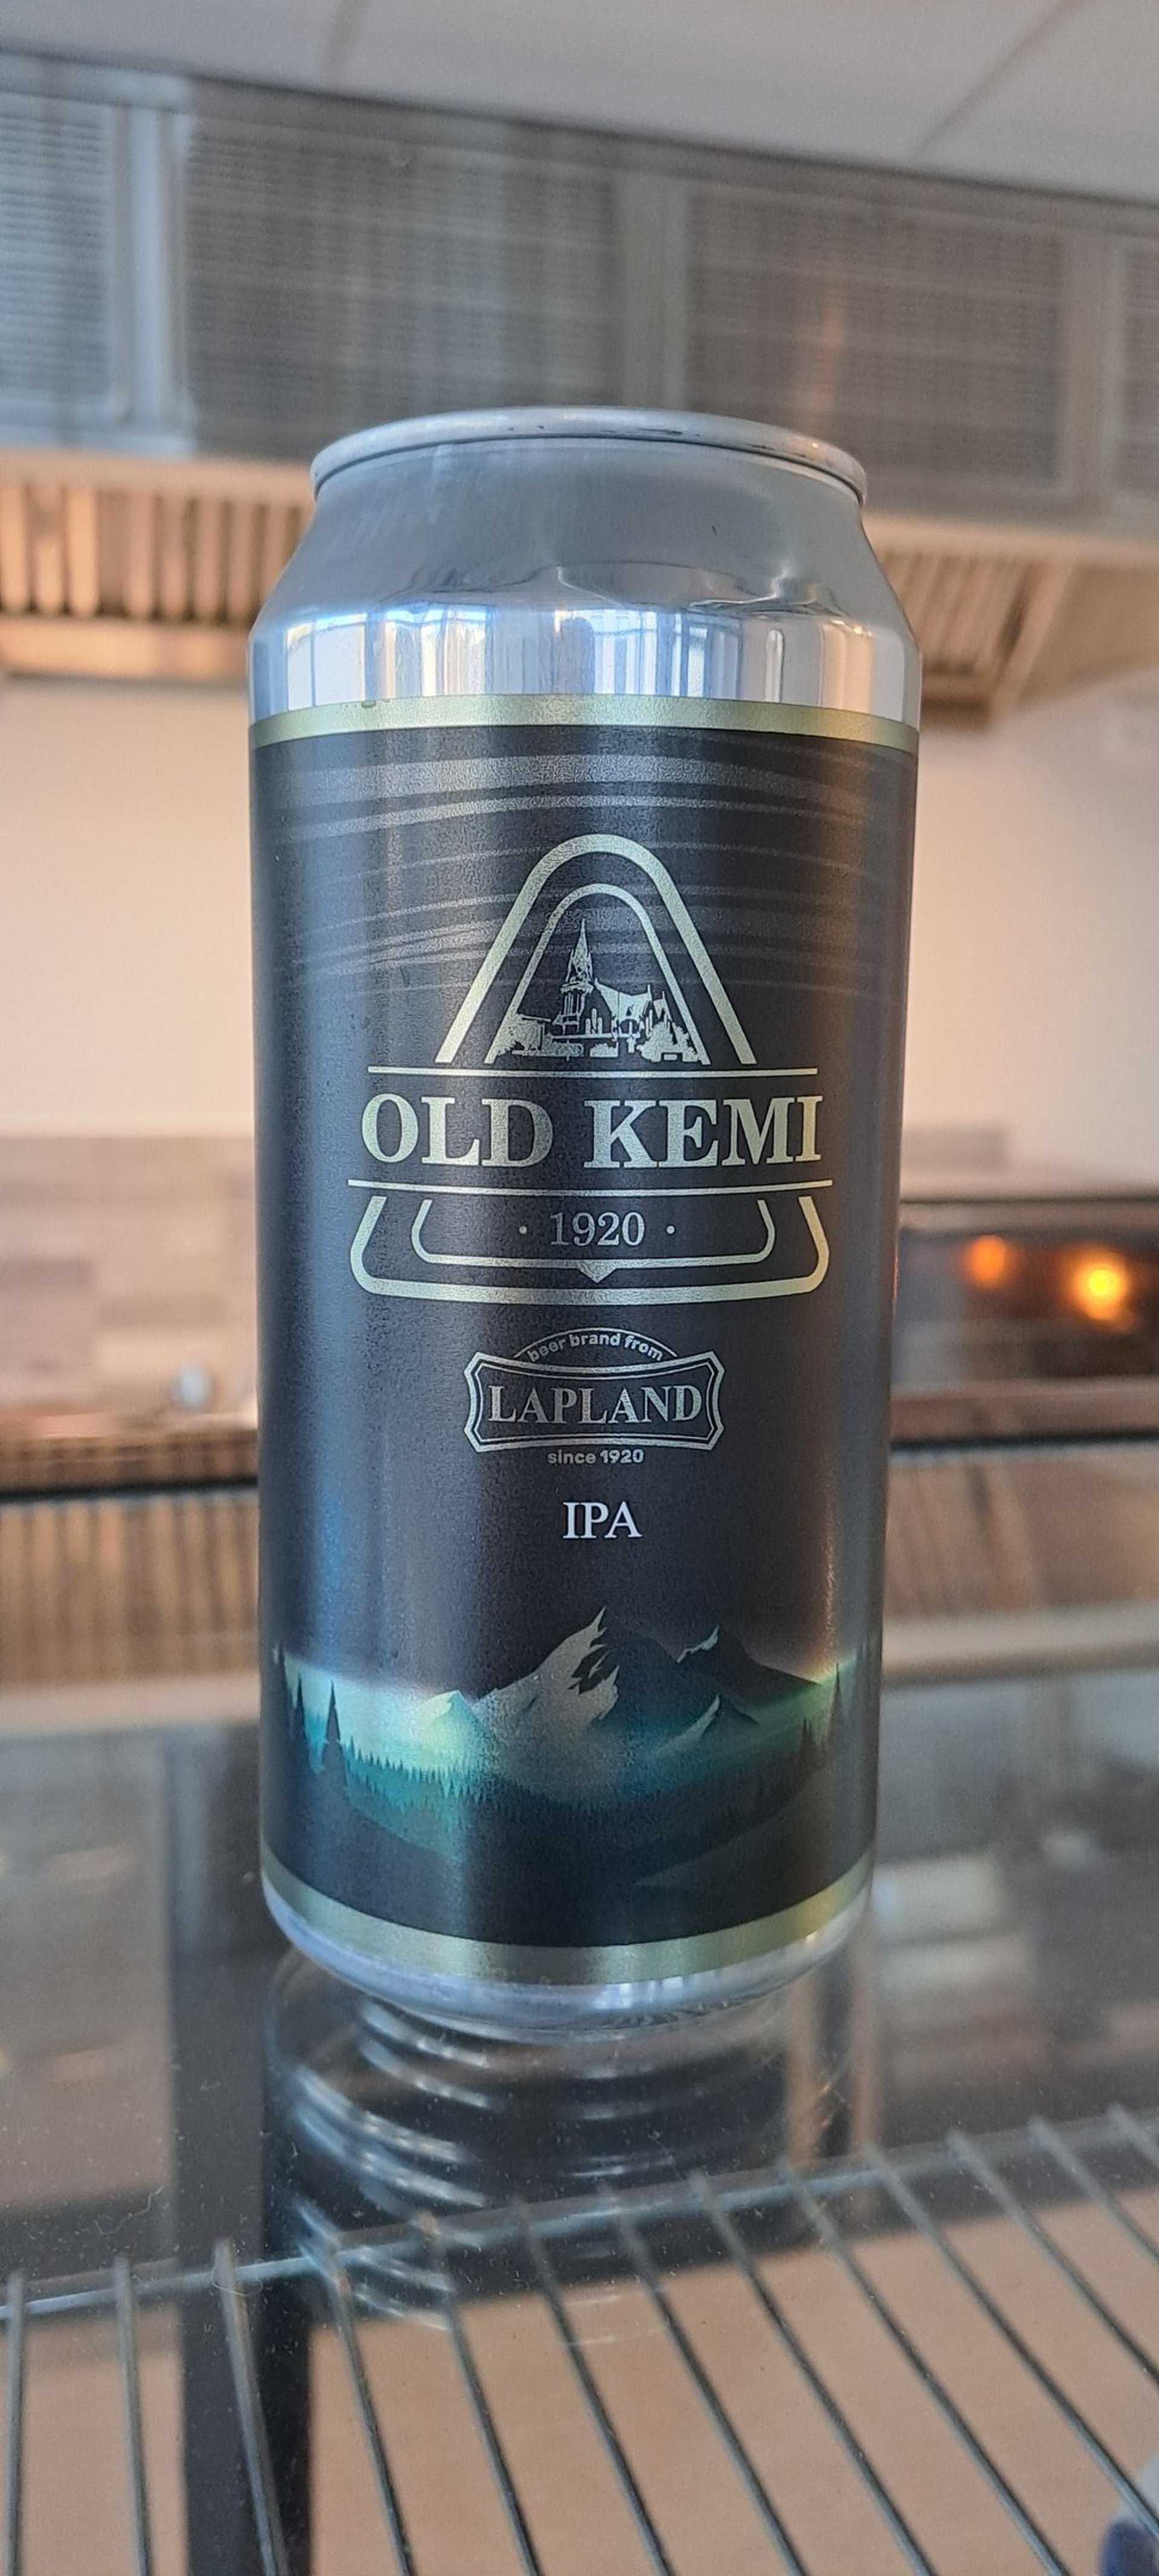 OLD KEMI
· 1920 ·
beer brand from
LAPLAND
since 1920
IPA